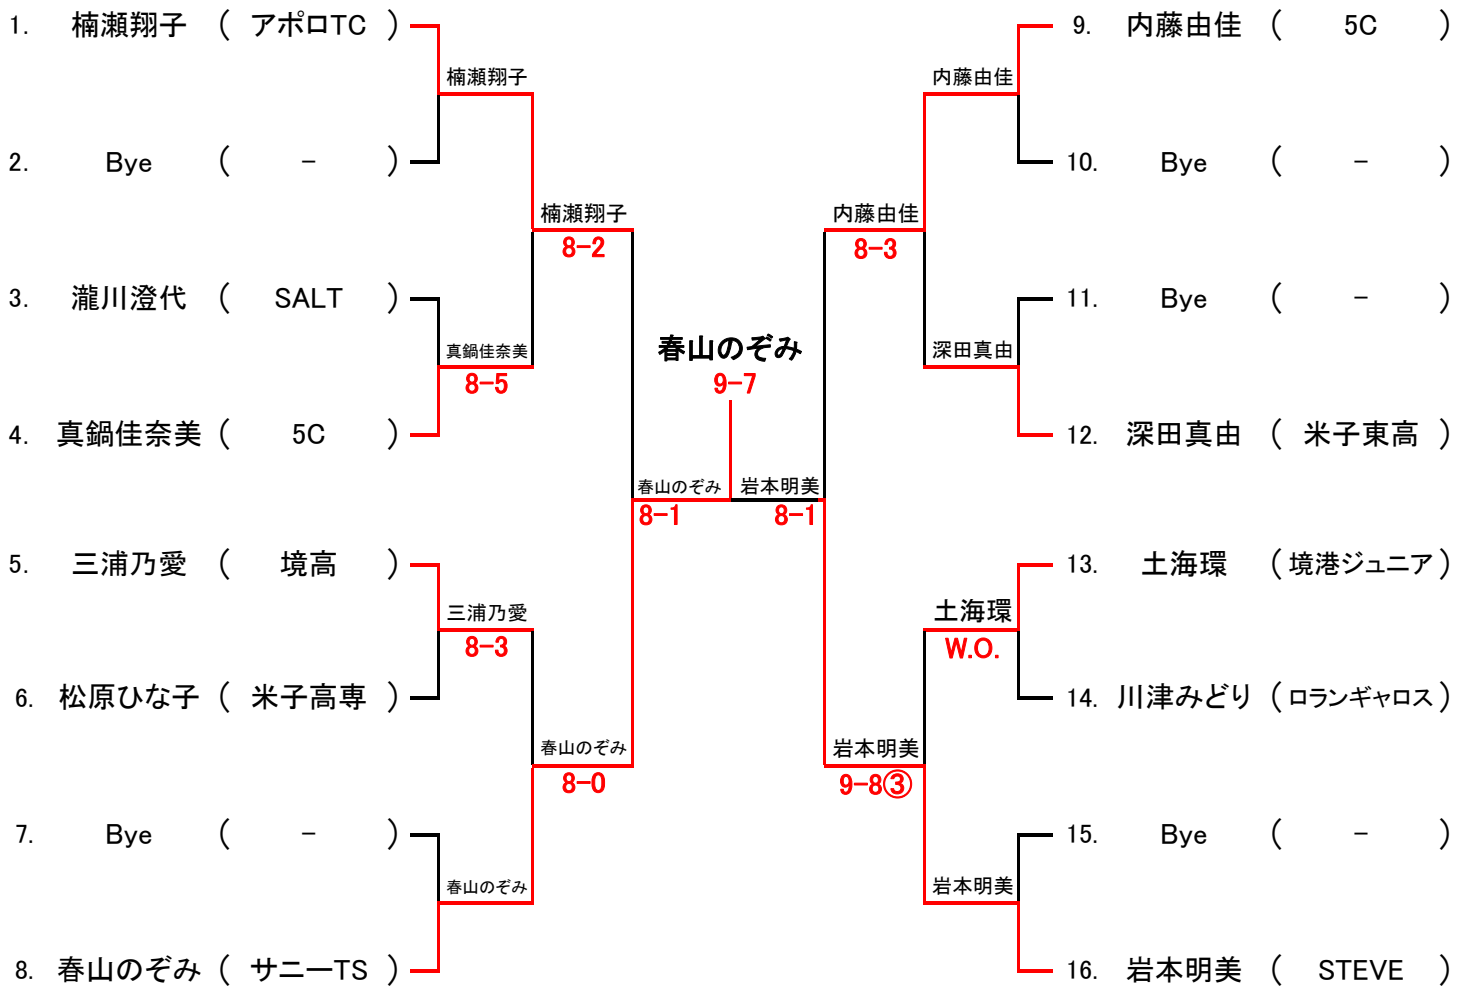 1. 楠瀬翔子 ( アポロTC )
楠瀬翔子
2. Bye ( - )
楠瀬翔子
8-2
3. 瀧川澄代 ( SALT )
真鍋佳奈美
8-5
4. 真鍋佳奈美 ( 5C )
春山のぞみ
9-7
春山のぞみ
8-1
岩本明美
8-1
5. 三浦乃愛 ( 境高 )
三浦乃愛
8-3
6. 松原ひな子 ( 米子高専 )
春山のぞみ
8-0
7. Bye ( - )
春山のぞみ
8. 春山のぞみ ( サニーTS )
9. 内藤由佳 ( 5C )
内藤由佳
10. Bye ( - )
内藤由佳
8-3
11. Bye ( - )
深田真由
12. 深田真由 ( 米子東高 )
13. 土海環 ( 境港ジュニア )
土海環
W.O.
14. 川津みどり ( ロランギャロス )
岩本明美
9-8③
15. Bye ( - )
岩本明美
16. 岩本明美 ( STEVE )